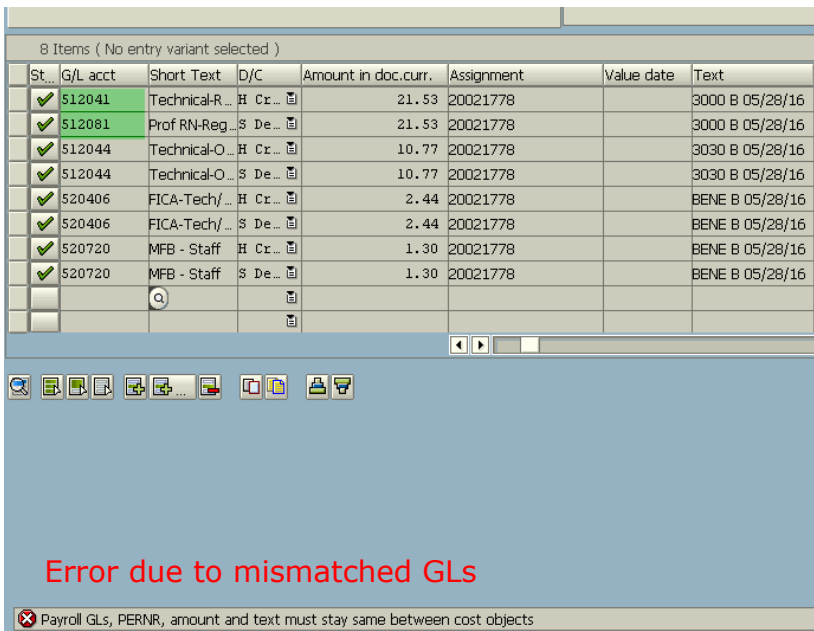 8 Items ( No entry variant selected )
St... G/L acct Short Text D/C Amount in doc.curr. Assignment Value date Text
512041 Technical-R... H Cr... 21.53 20021778 3000 B 05/28/16
512081 Prof RN-Reg... S De... 21.53 20021778 3000 B 05/28/16
512044 Technical-O... H Cr... 10.77 20021778 3030 B 05/28/16
512044 Technical-O... S De... 10.77 20021778 3030 B 05/28/16
520406 FICA-Tech/ ... H Cr... 2.44 20021778 BENE B 05/28/16
520406 FICA-Tech/ ... S De... 2.44 20021778 BENE B 05/28/16
520720 MFB - Staff H Cr... 1.30 20021778 BENE B 05/28/16
520720 MFB - Staff S De... 1.30 20021778 BENE B 05/28/16
...
Error due to mismatched GLs
Payroll GLs, PERNR, amount and text must stay same between cost objects